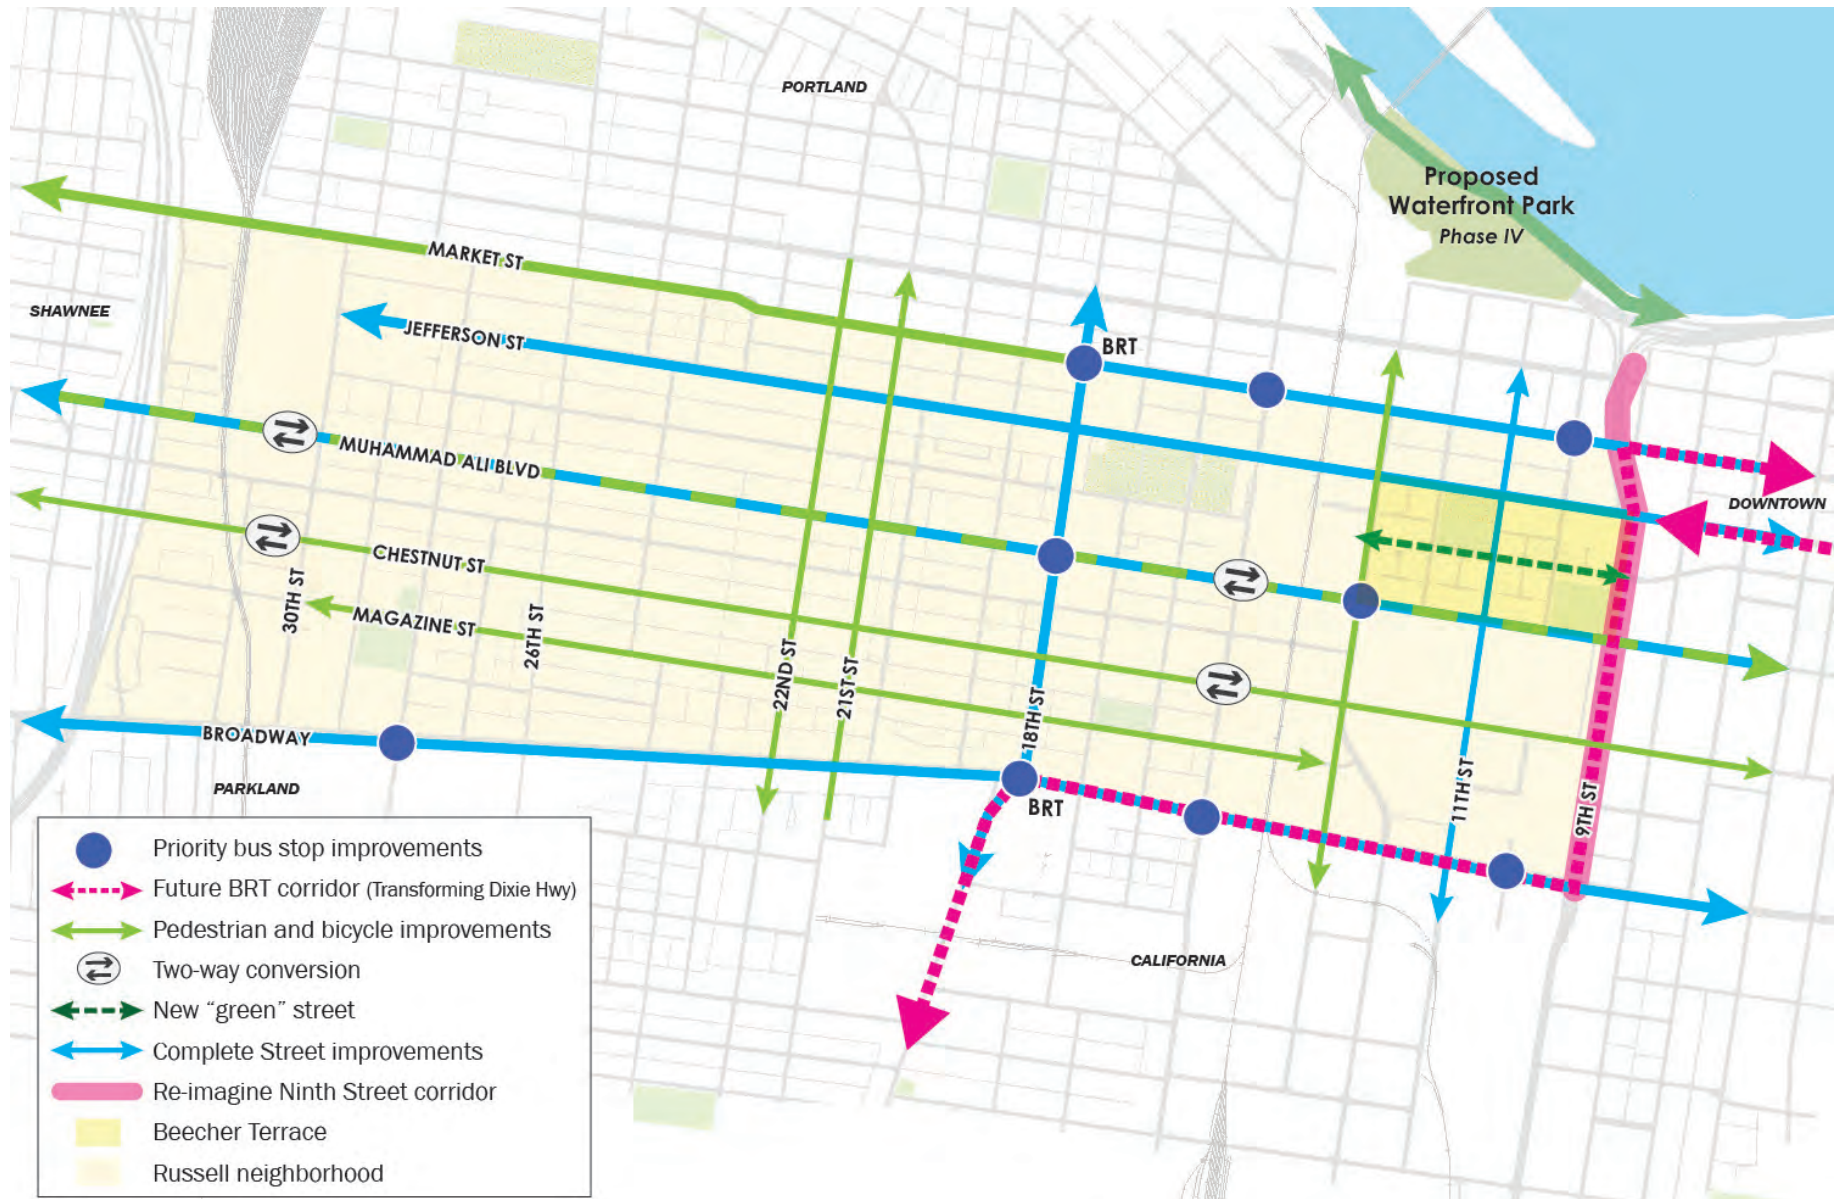 PORTLAND
Proposed
Waterfront Park
Phase IV
MARKET ST
SHAWNEE
JEFFERSON ST
BRT
MUHAMMAD ALI BLVD
DOWNTOWN
CHESTNUT ST
30TH ST
MAGAZINE ST
26TH ST
22ND ST
21ST ST
18TH ST
BROADWAY
11TH ST
9TH ST
PARKLAND
BRT
CALIFORNIA
Priority bus stop improvements
Future BRT corridor (Transforming Dixie Hwy)
Pedestrian and bicycle improvements
Two-way conversion
New “green” street
Complete Street improvements
Re-imagine Ninth Street corridor
Beecher Terrace
Russell neighborhood